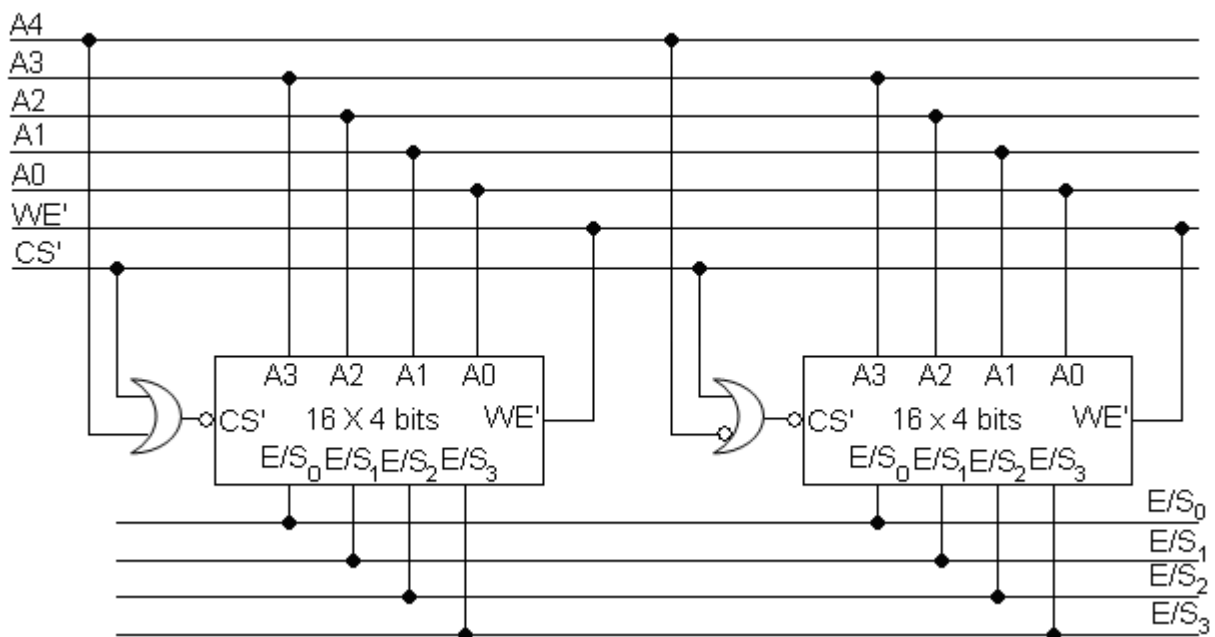 A4
A3
A2
A1
A0
WE'
CS'
A3 A2 A1 A0 A3 A2 A1 A0
CS' 16 X 4 bits WE' CS' 16 x 4 bits WE'
E/S0 E/S1 E/S2 E/S3 E/S0 E/S1 E/S2 E/S3
E/S0
E/S1
E/S2
E/S3